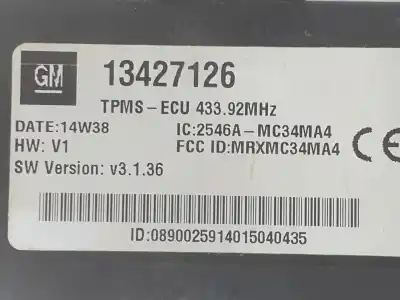 GM 13427126
TPMS-ECU 433.92MHz
DATE:14W38 IC:2546A-MC34MA4
HW: V1 FCC ID:MRXMC34MA4 CE
SW Version: v3.1.36
ID:0890025914015040435